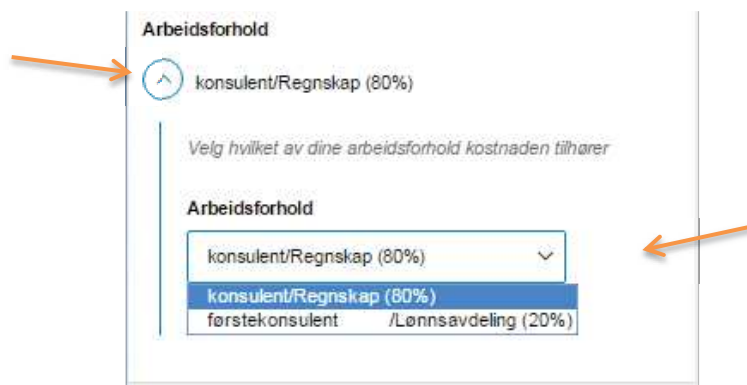 Arbeidsforhold
konsulent/Regnskap (80%)
Velg hvilket av dine arbeidsforhold kostnaden tilhører
Arbeidsforhold
konsulent/Regnskap (80%)
konsulent/Regnskap (80%)
førstekonsulent /Lønnsavdeling (20%)